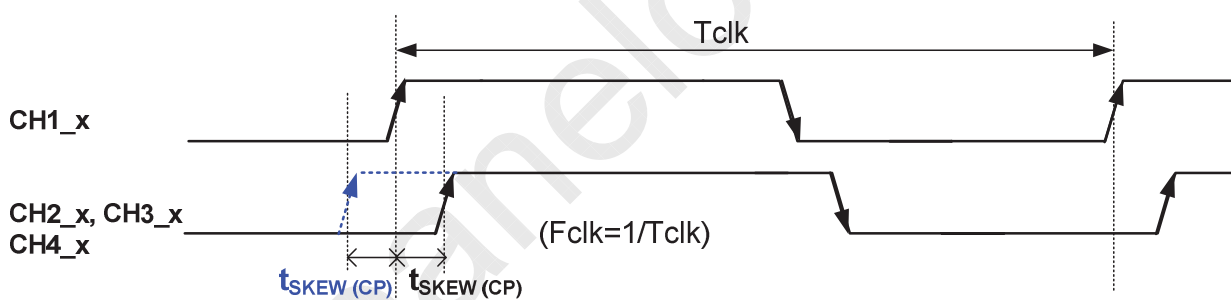 Tclk
CH1_x
CH2_x, CH3_x
CH4_x
(Fclk=1/Tclk)
tSKEW (CP) tSKEW (CP)